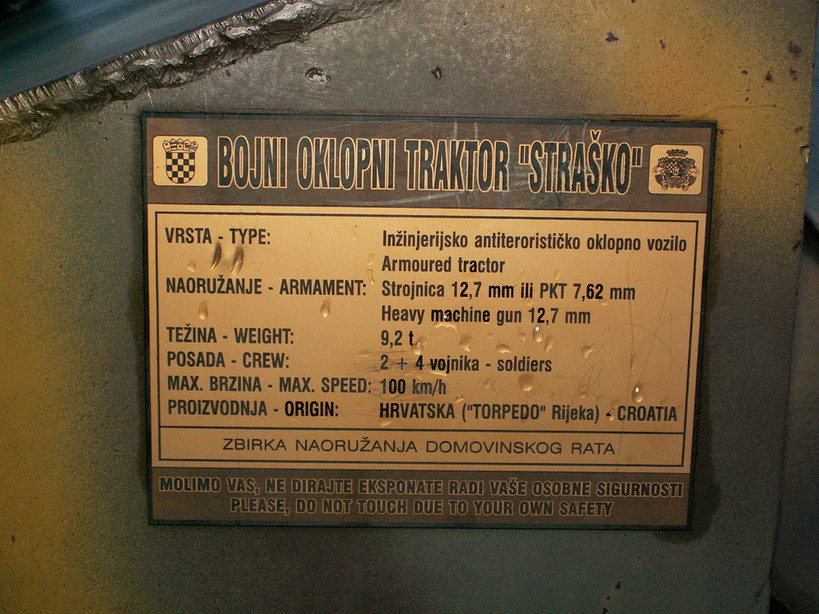 BOJNI OKLOPNI TRAKTOR "STRAŠKO"
VRSTA - TYPE: Inžinjerijsko antiterorističko oklopno vozilo
Armoured tractor
NAORUŽANJE - ARMAMENT: Strojnica 12,7 mm ili PKT 7,62 mm
Heavy machine gun 12,7 mm
TEŽINA - WEIGHT: 9,2 t
POSADA - CREW: 2 + 4 vojnika - soldiers
MAX. BRZINA - MAX. SPEED: 100 km/h
PROIZVODNJA - ORIGIN: HRVATSKA ("TORPEDO" Rijeka) - CROATIA
ZBIRKA NAORUŽANJA DOMOVINSKOG RATA
MOLIMO VAS, NE DIRAJTE EKSPONATE RADI VAŠE OSOBNE SIGURNOSTI
PLEASE, DO NOT TOUCH DUE TO YOUR OWN SAFETY